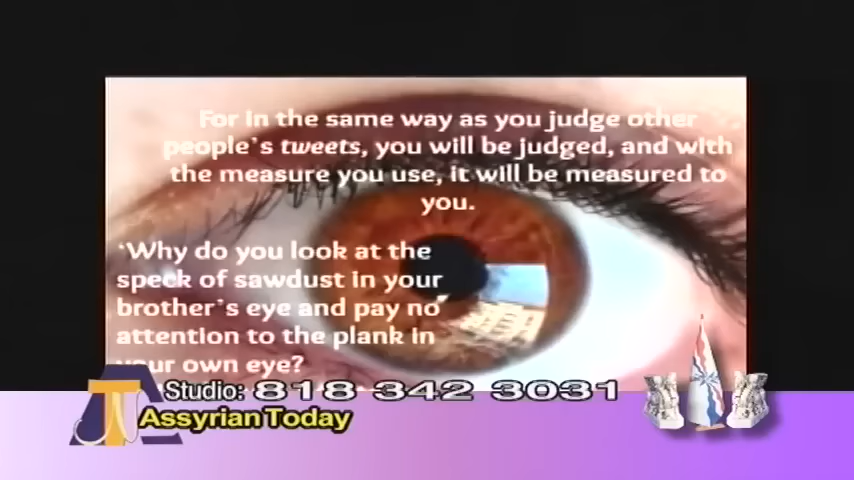 For in the same way as you judge other
people's tweets, you will be judged, and with
the measure you use, it will be measured to
you.
‘Why do you look at the
speck of sawdust in your
brother's eye and pay no
attention to the plank in
your own eye?
Studio: 818 342 3031
AssyrianToday